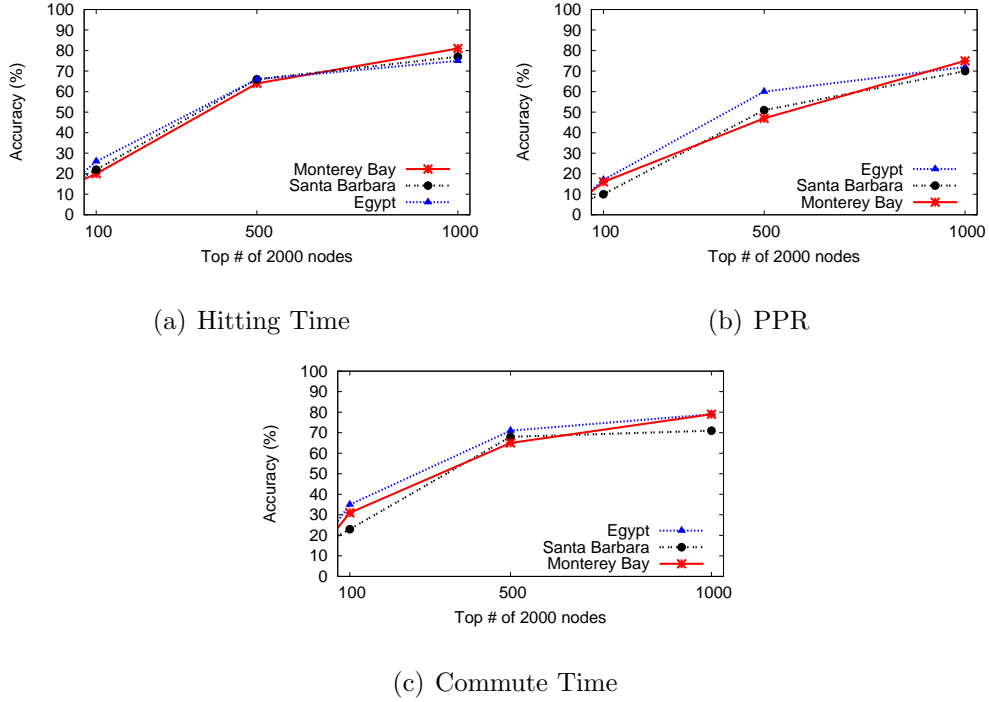 100
90
80
70
60
50
40
30
20
10
0
Accuracy (%)
Monterey Bay
Santa Barbara
Egypt
100 500 1000
Top # of 2000 nodes
(a) Hitting Time
100
90
80
70
60
50
40
30
20
10
0
Accuracy (%)
Egypt
Santa Barbara
Monterey Bay
100 500 1000
Top # of 2000 nodes
(b) PPR
100
90
80
70
60
50
40
30
20
10
0
Accuracy (%)
Egypt
Santa Barbara
Monterey Bay
100 500 1000
Top # of 2000 nodes
(c) Commute Time